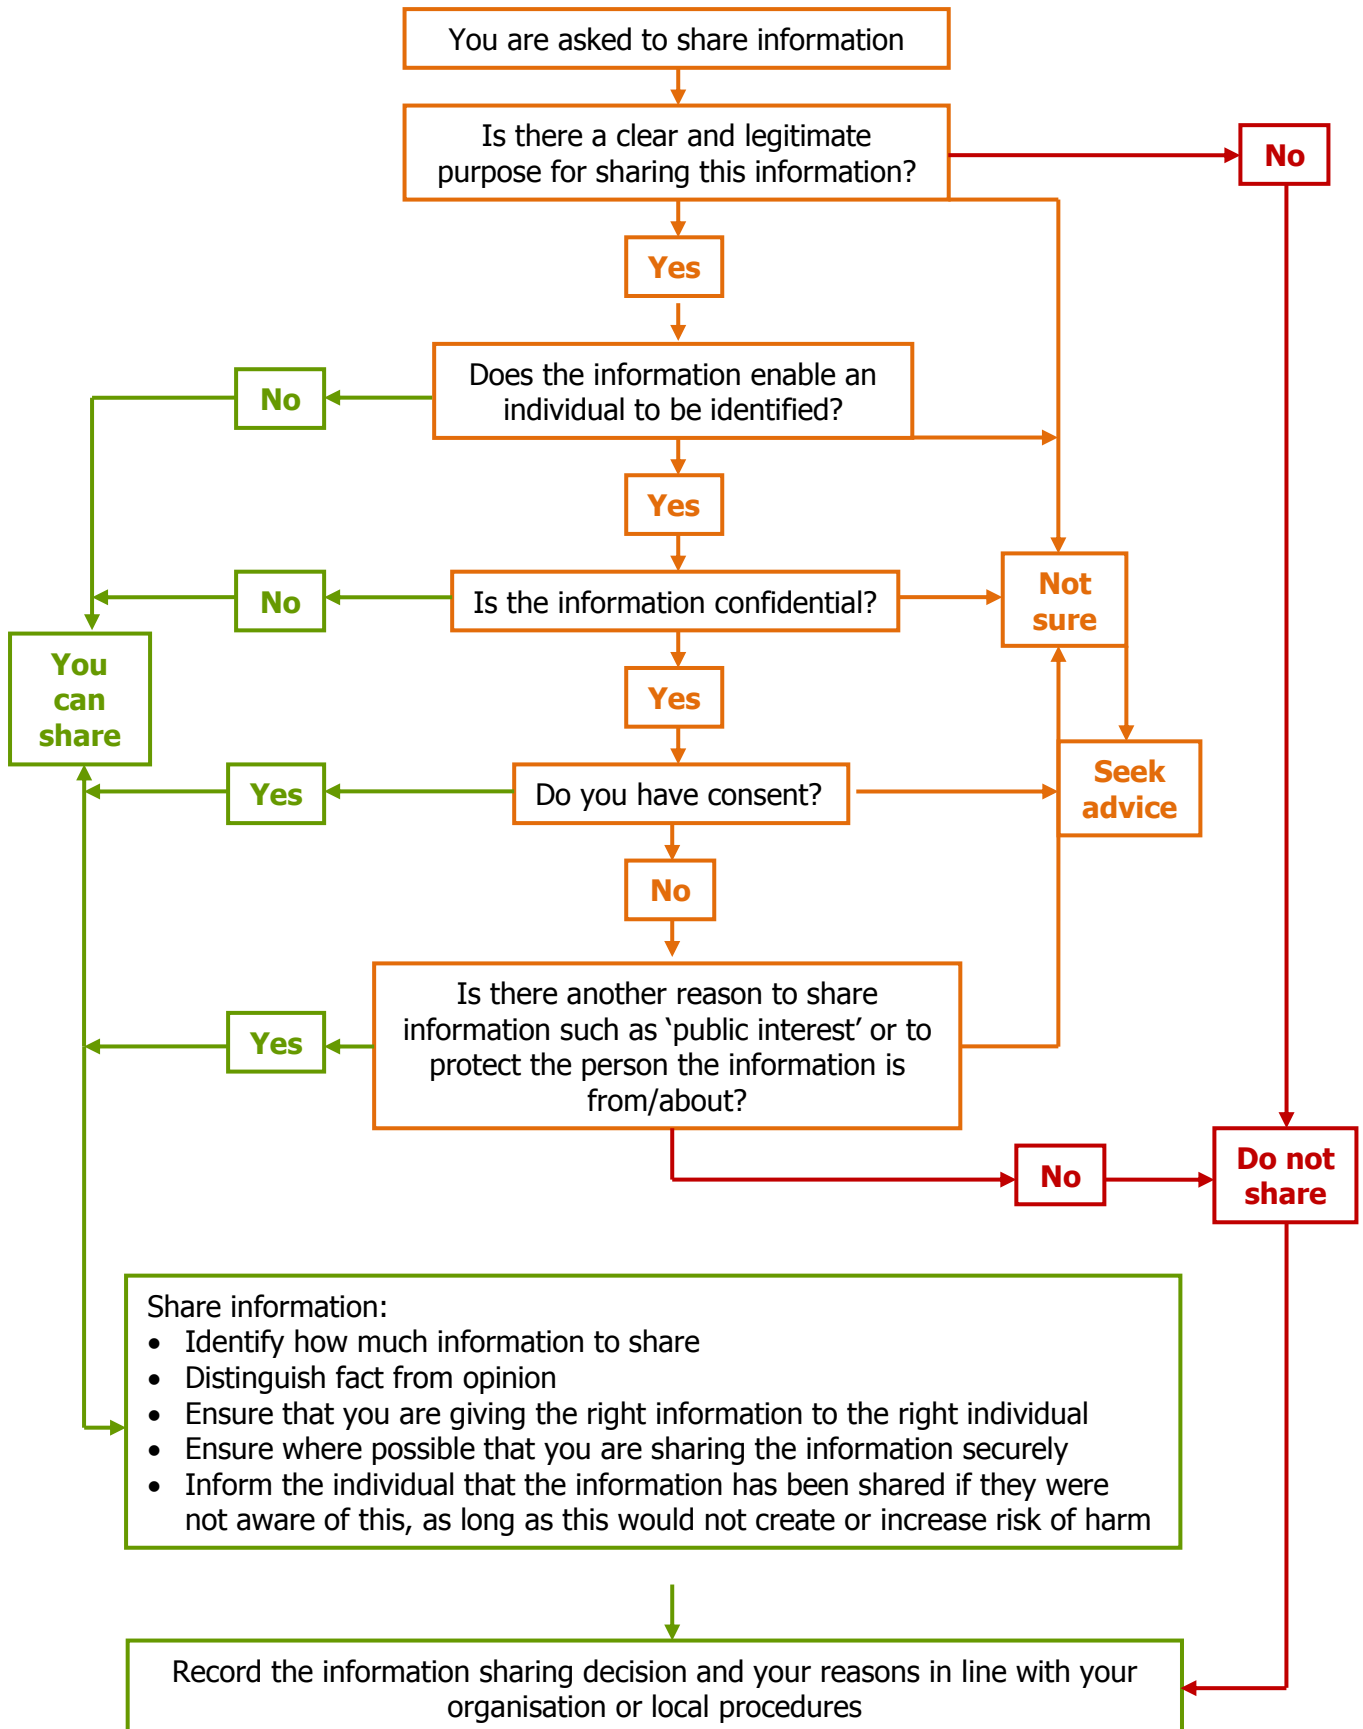 You are asked to share information
Is there a clear and legitimate
purpose for sharing this information?
No
Yes
Does the information enable an
individual to be identified?
No
Yes
Is the information confidential?
No
Not
sure
Yes
You
can
share
Do you have consent?
Yes
Seek
advice
No
Is there another reason to share
information such as ‘public interest’ or to
protect the person the information is
from/about?
Yes
No
Do not
share
Share information:
• Identify how much information to share
• Distinguish fact from opinion
• Ensure that you are giving the right information to the right individual
• Ensure where possible that you are sharing the information securely
• Inform the individual that the information has been shared if they were
not aware of this, as long as this would not create or increase risk of harm
Record the information sharing decision and your reasons in line with your
organisation or local procedures